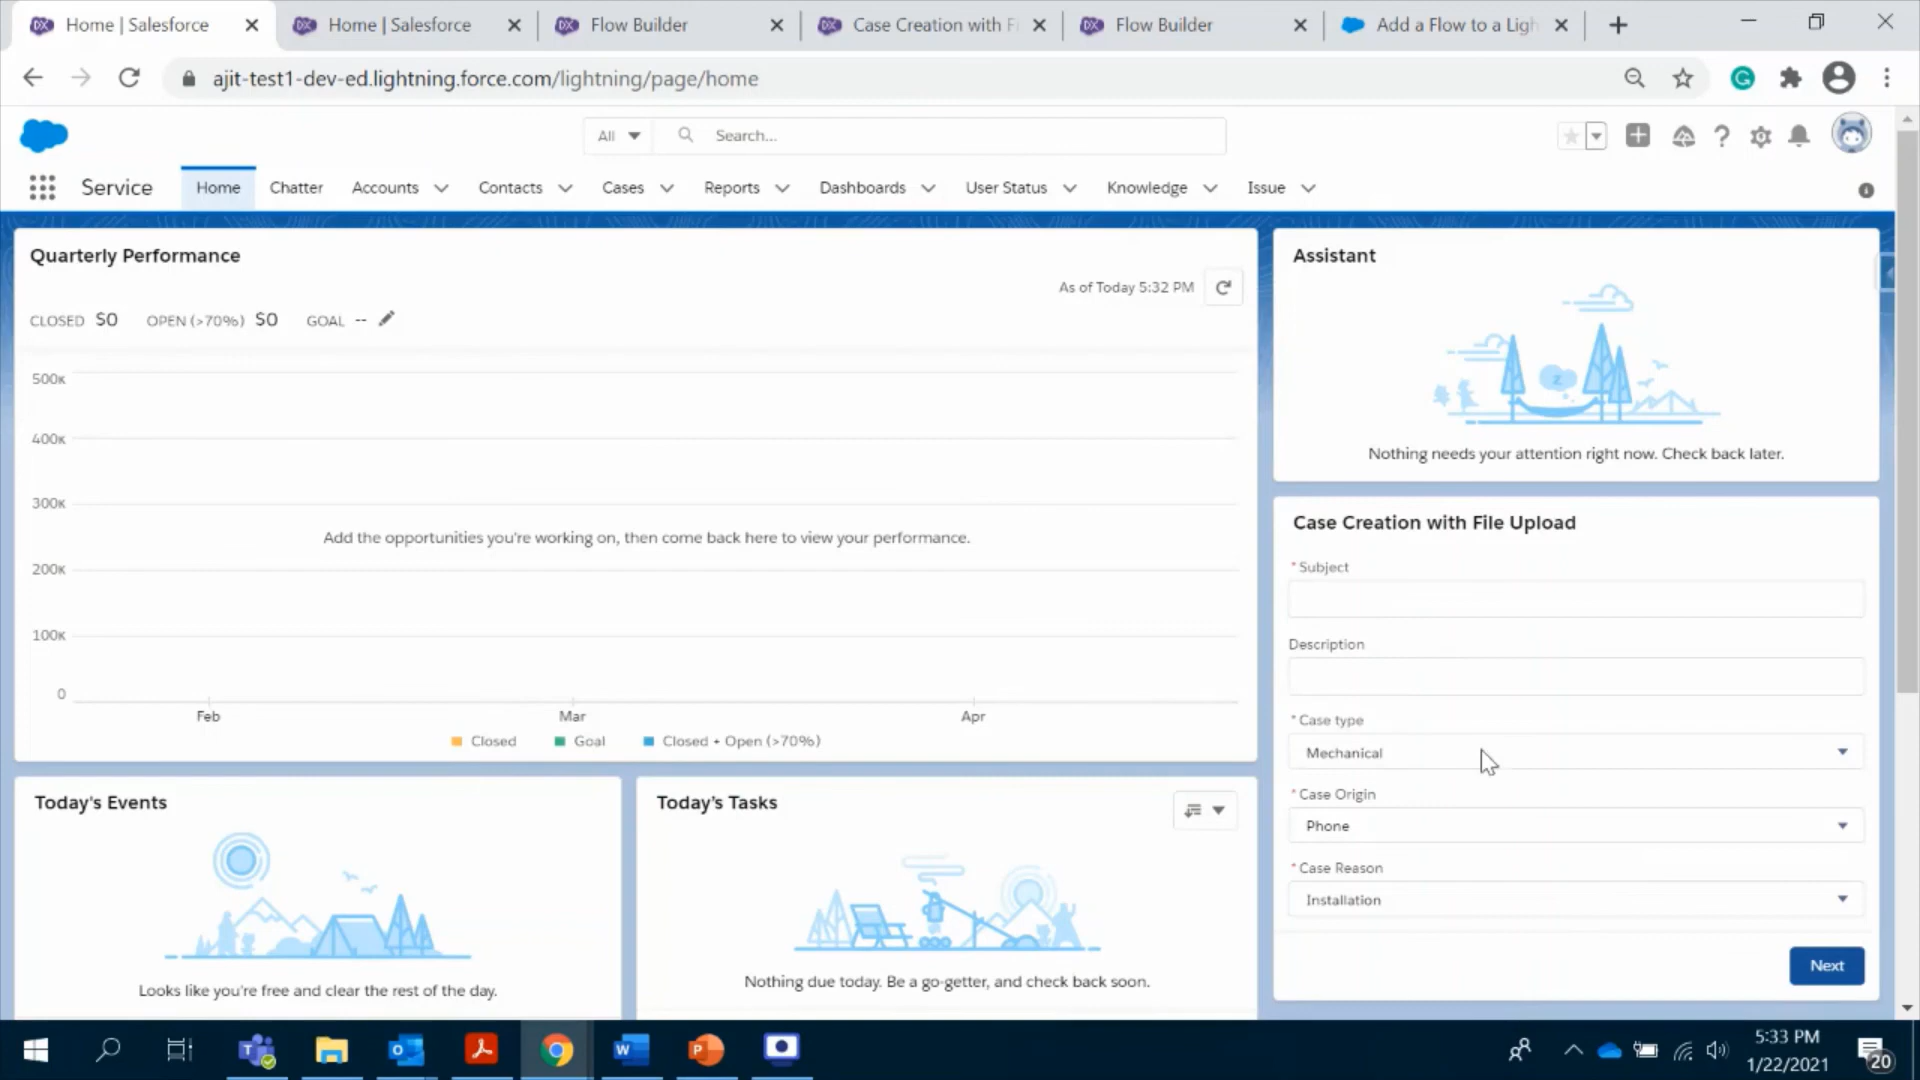 Home | Salesforce
Home | Salesforce
Flow Builder
Case Creation with Fl
Flow Builder
Add a Flow to a Ligh
ajit-test1-dev-ed.lightning.force.com/lightning/page/home
All
Search...
Service
Home
Chatter
Accounts
Contacts
Cases
Reports
Dashboards
User Status
Knowledge
Issue
Quarterly Performance
As of Today 5:32 PM
CLOSED $0 OPEN (>70%) $0 GOAL --
500K
400K
300K
200K
100K
0
Add the opportunities you're working on, then come back here to view your performance.
Feb
Mar
Apr
Closed
Goal
Closed + Open (>70%)
Assistant
Nothing needs your attention right now. Check back later.
Case Creation with File Upload
* Subject
Description
* Case type
Mechanical
* Case Origin
Phone
* Case Reason
Installation
Next
Today's Events
Looks like you're free and clear the rest of the day.
Today's Tasks
Nothing due today. Be a go-getter, and check back soon.
5:33 PM
1/22/2021
20